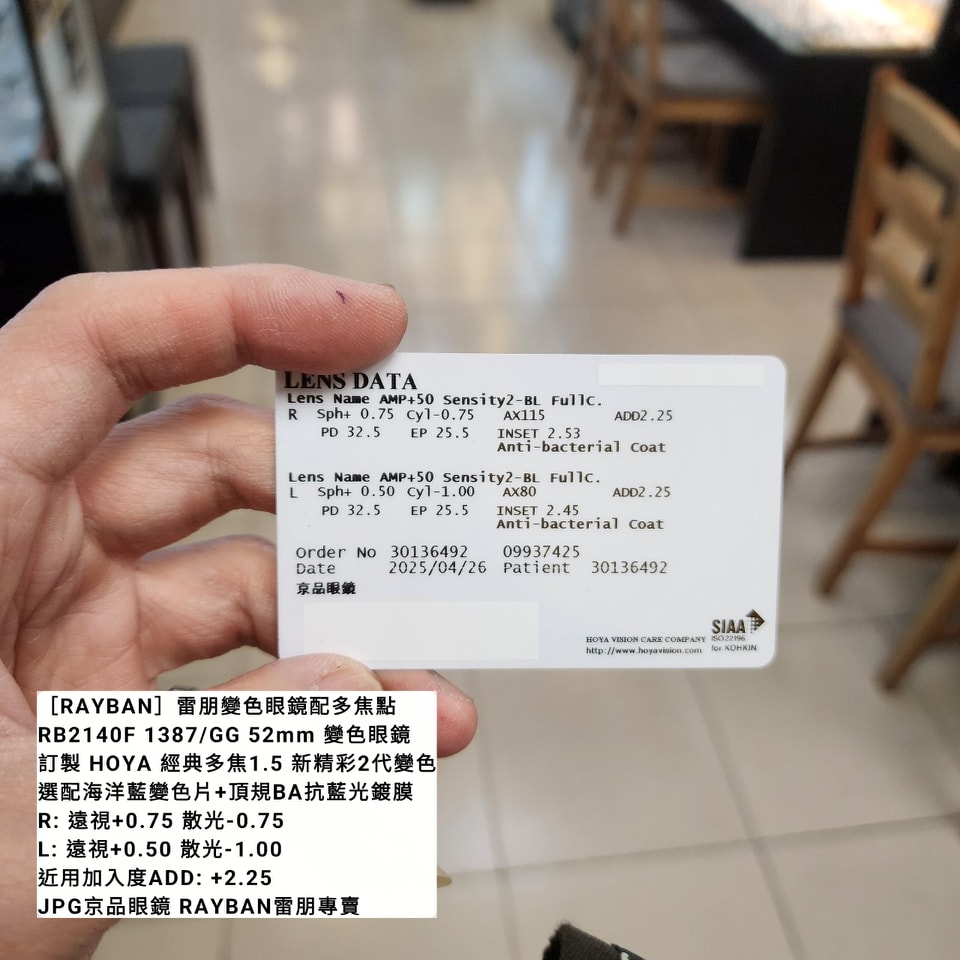 LENS DATA
Lens Name AMP+50 Sensity2-BL FullC.
R Sph+ 0.75 Cyl-0.75 AX115 ADD2.25
PD 32.5 EP 25.5 INSET 2.53
Anti-bacterial Coat
Lens Name AMP+50 Sensity2-BL FullC.
L Sph+ 0.50 Cyl-1.00 AX80 ADD2.25
PD 32.5 EP 25.5 INSET 2.45
Anti-bacterial Coat
Order No 30136492 09937425
Date 2025/04/26 Patient 30136492
京品眼鏡
HOYA VISION CARE COMPANY
http://www.hoyavision.com
SIAA
ISO22196
for KOHKIN
［RAYBAN］雷朋變色眼鏡配多焦點
RB2140F 1387/GG 52mm 變色眼鏡
訂製 HOYA 經典多焦1.5 新精彩2代變色
選配海洋藍變色片+頂規BA抗藍光鍍膜
R: 遠視+0.75 散光-0.75
L: 遠視+0.50 散光-1.00
近用加入度ADD: +2.25
JPG京品眼鏡 RAYBAN雷朋專賣